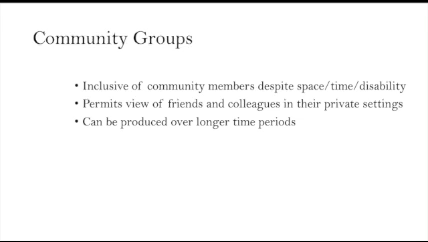 Community Groups
• Inclusive of community members despite space/time/disability
• Permits view of friends and colleagues in their private settings
• Can be produced over longer time periods